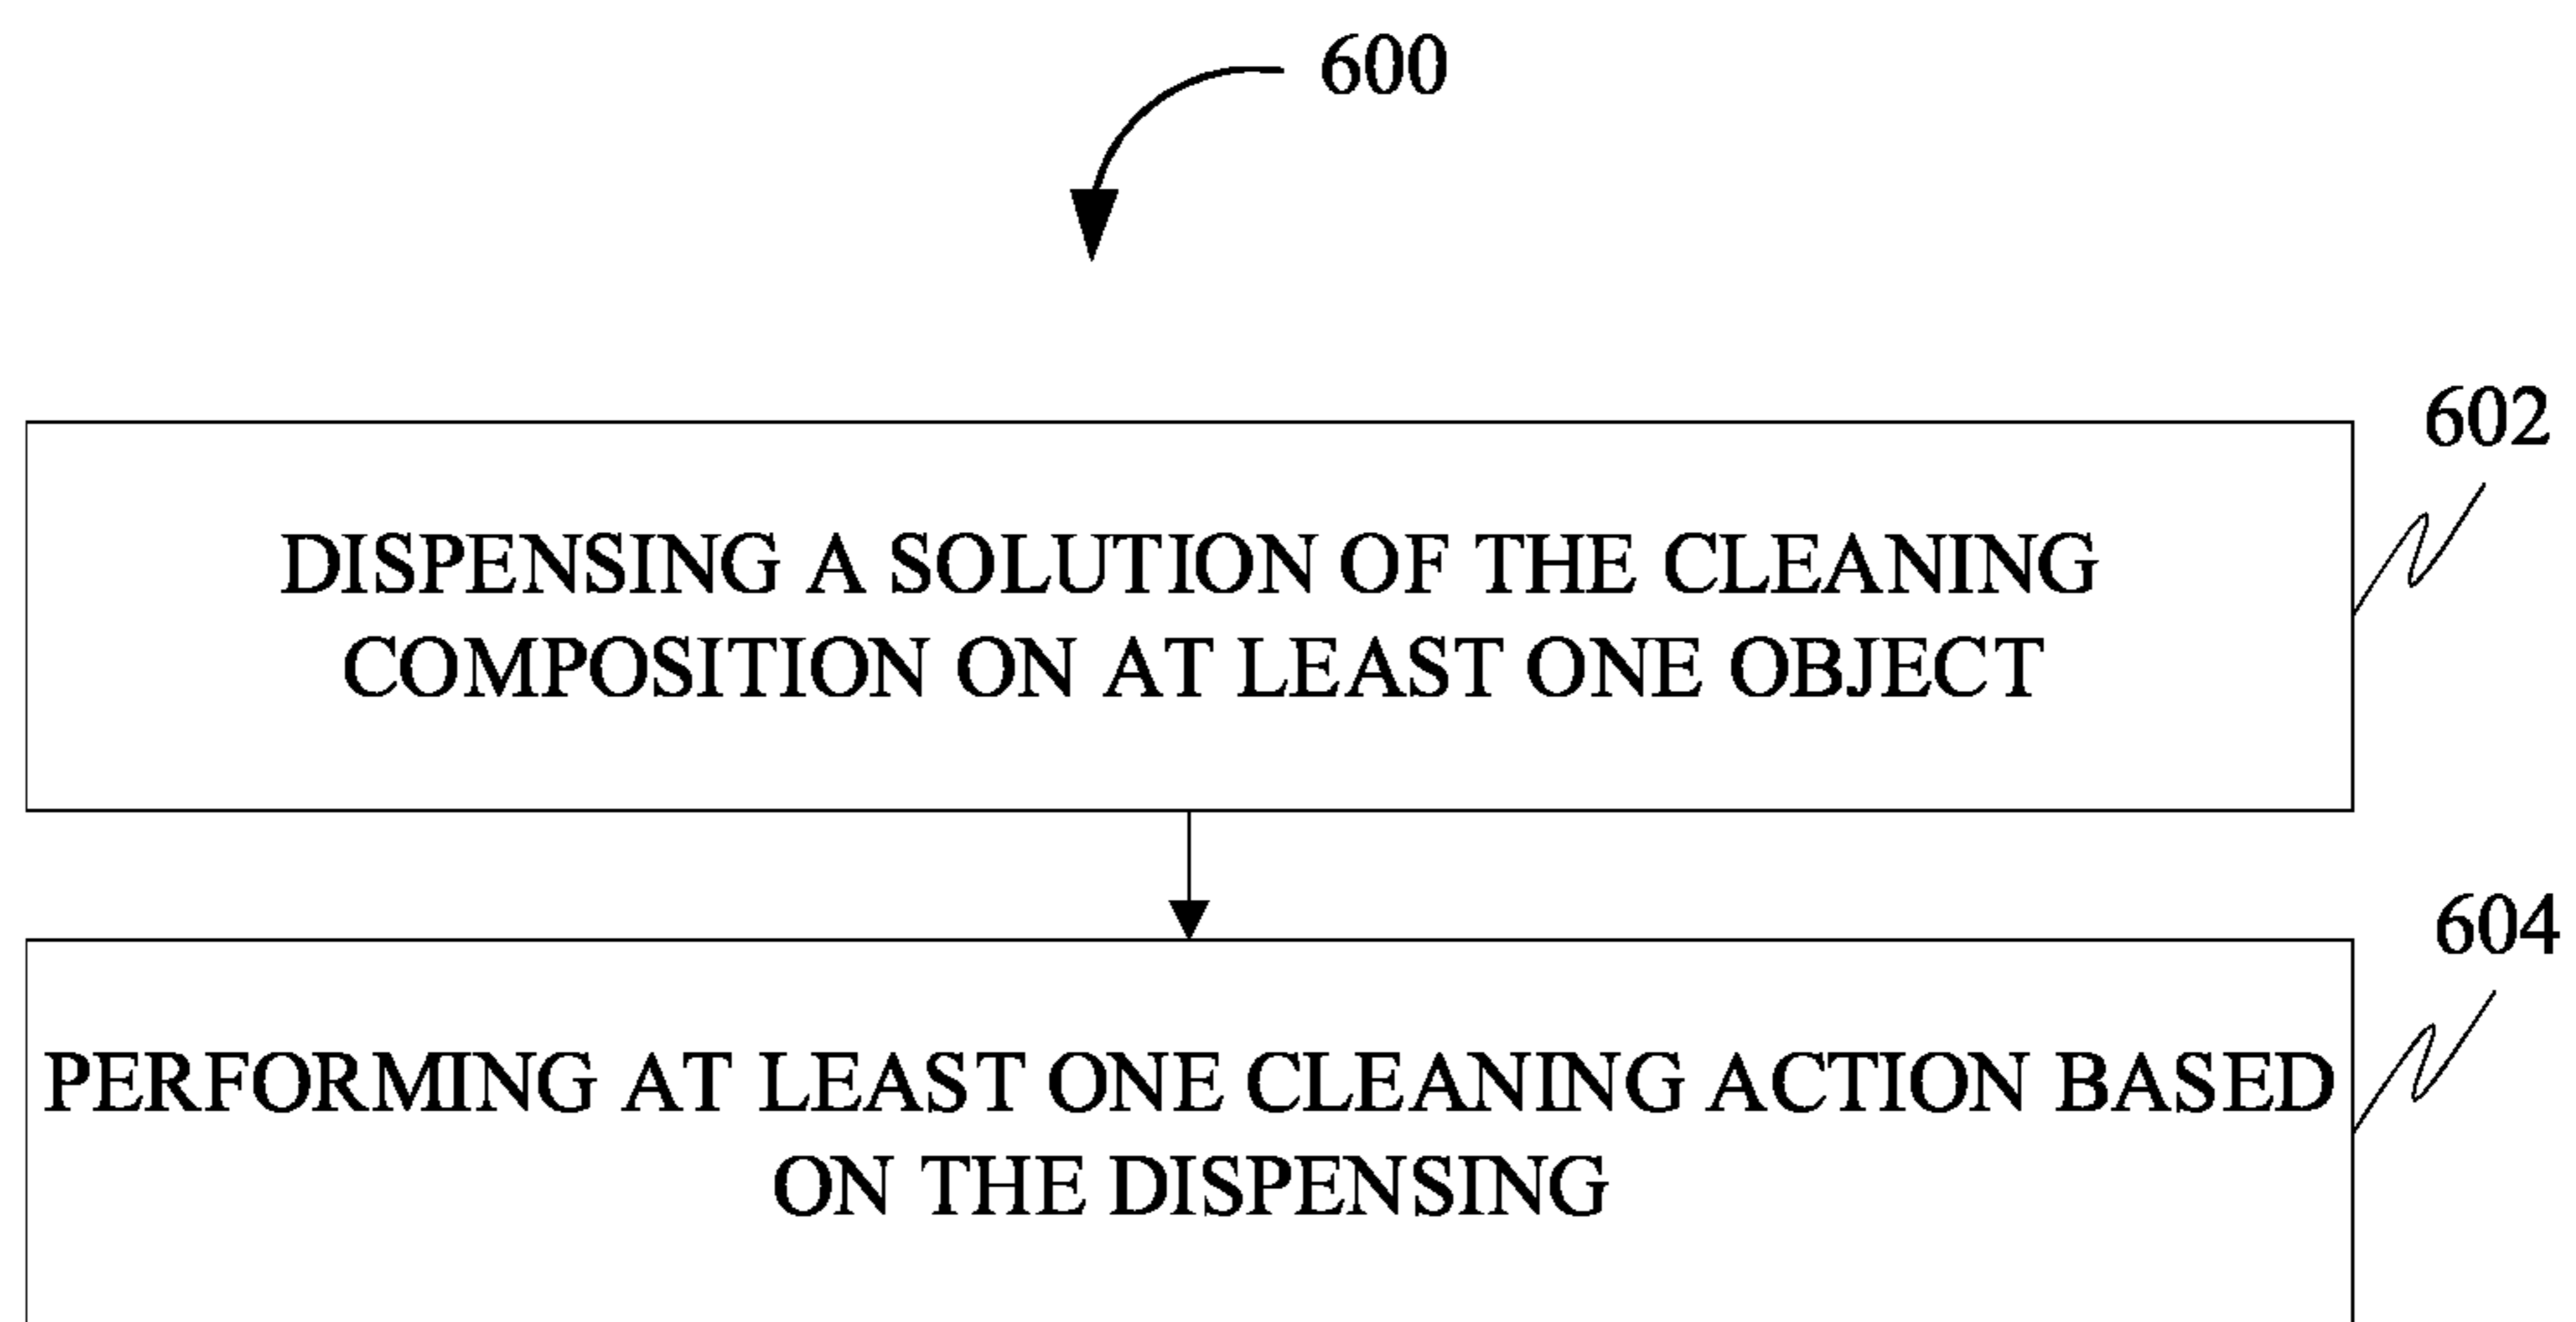 600
602
DISPENSING A SOLUTION OF THE CLEANING
COMPOSITION ON AT LEAST ONE OBJECT
604
PERFORMING AT LEAST ONE CLEANING ACTION BASED
ON THE DISPENSING